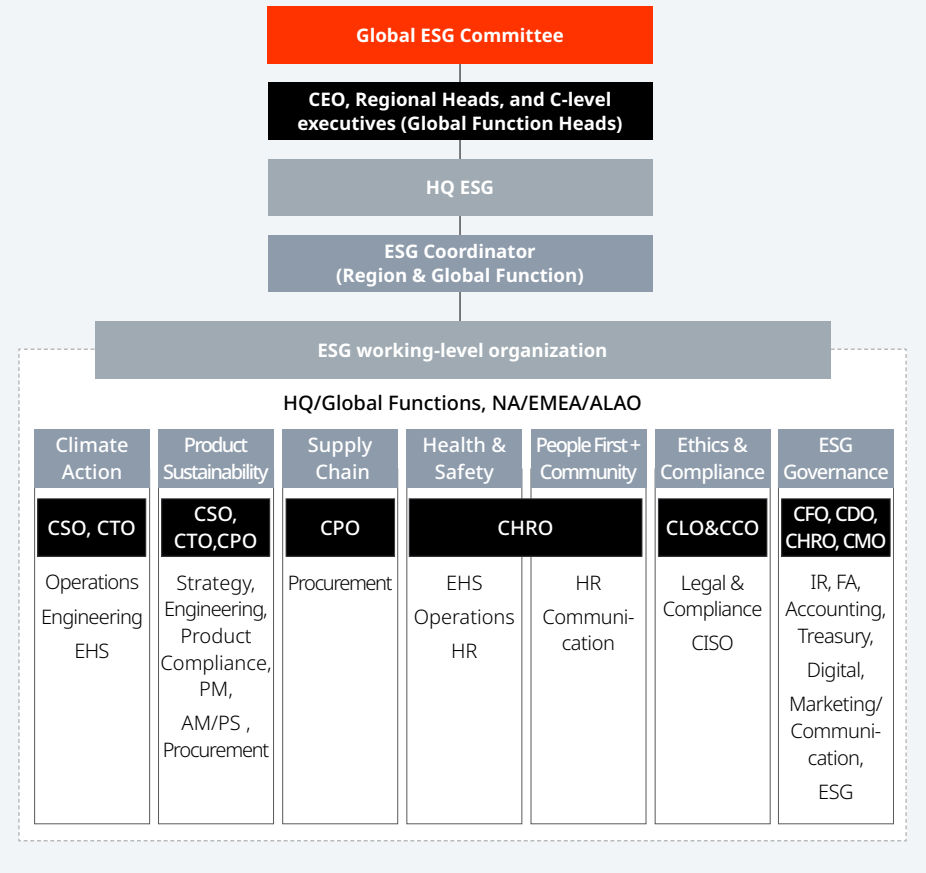 Global ESG Committee
CEO, Regional Heads, and C-level
executives (Global Function Heads)
HQ ESG
ESG Coordinator
(Region & Global Function)
ESG working-level organization
HQ/Global Functions, NA/EMEA/ALAO
Climate
Action
CSO, CTO
Operations
Engineering
EHS
Product
Sustainability
CSO,
CTO,CPO
Strategy,
Engineering,
Product
Compliance,
PM,
AM/PS ,
Procurement
Supply
Chain
CPO
Procurement
Health &
Safety
People First +
Community
CHRO
EHS
Operations
HR
HR
Communi-
cation
Ethics &
Compliance
CLO&CCO
Legal &
Compliance
CISO
ESG
Governance
CFO, CDO,
CHRO, CMO
IR, FA,
Accounting,
Treasury,
Digital,
Marketing/
Communi-
cation,
ESG